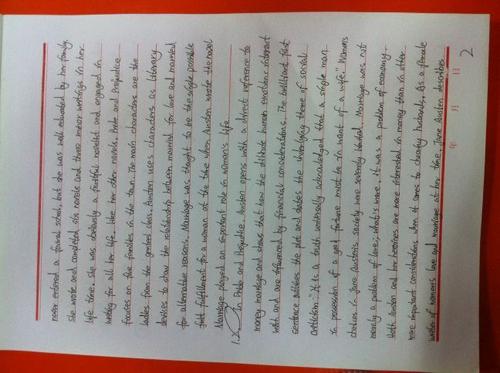 2
年 月 日
never entered a formal school, but she was well educated by her family.
she wrote and completed six novels and three minor writings in her
life time, she was obviously a fruitful novelist and engaged in
writing for all her life. Like her other novels, Pride and Prejudice
focuses on five families in the town. The main characters are the
ladies from the gentries class. Austen uses characters as literary
devices to show the relationship between married for love and married
for alternative reasons. Marriage was thought to be the single possible
full fulfillment for a woman at the time when Austen wrote the novel
Marriage played an important role in women's life.
1.2 In Pride and Prejudice, Austen opens with a direct reference to
money marriage and shows that how the delicate human emotions interact
with and are influenced by financial considerations. The brilliant first
sentence utilizes the plot and states the underlying theme of social
criticism: "It is a truth universally acknowledged that a single man
in possession of a good fortune must be in want of a wife." Women's
choices in Jane Austen's society were severely limited. Marriage was not
merely a problem of love; what's more, it was a problem of economy.
Both Austen and her heroines are more interested in money than in other
more important considerations when it comes to charity husbands. As a female
writer of women's love and marriage at her time, Jane Austen describes